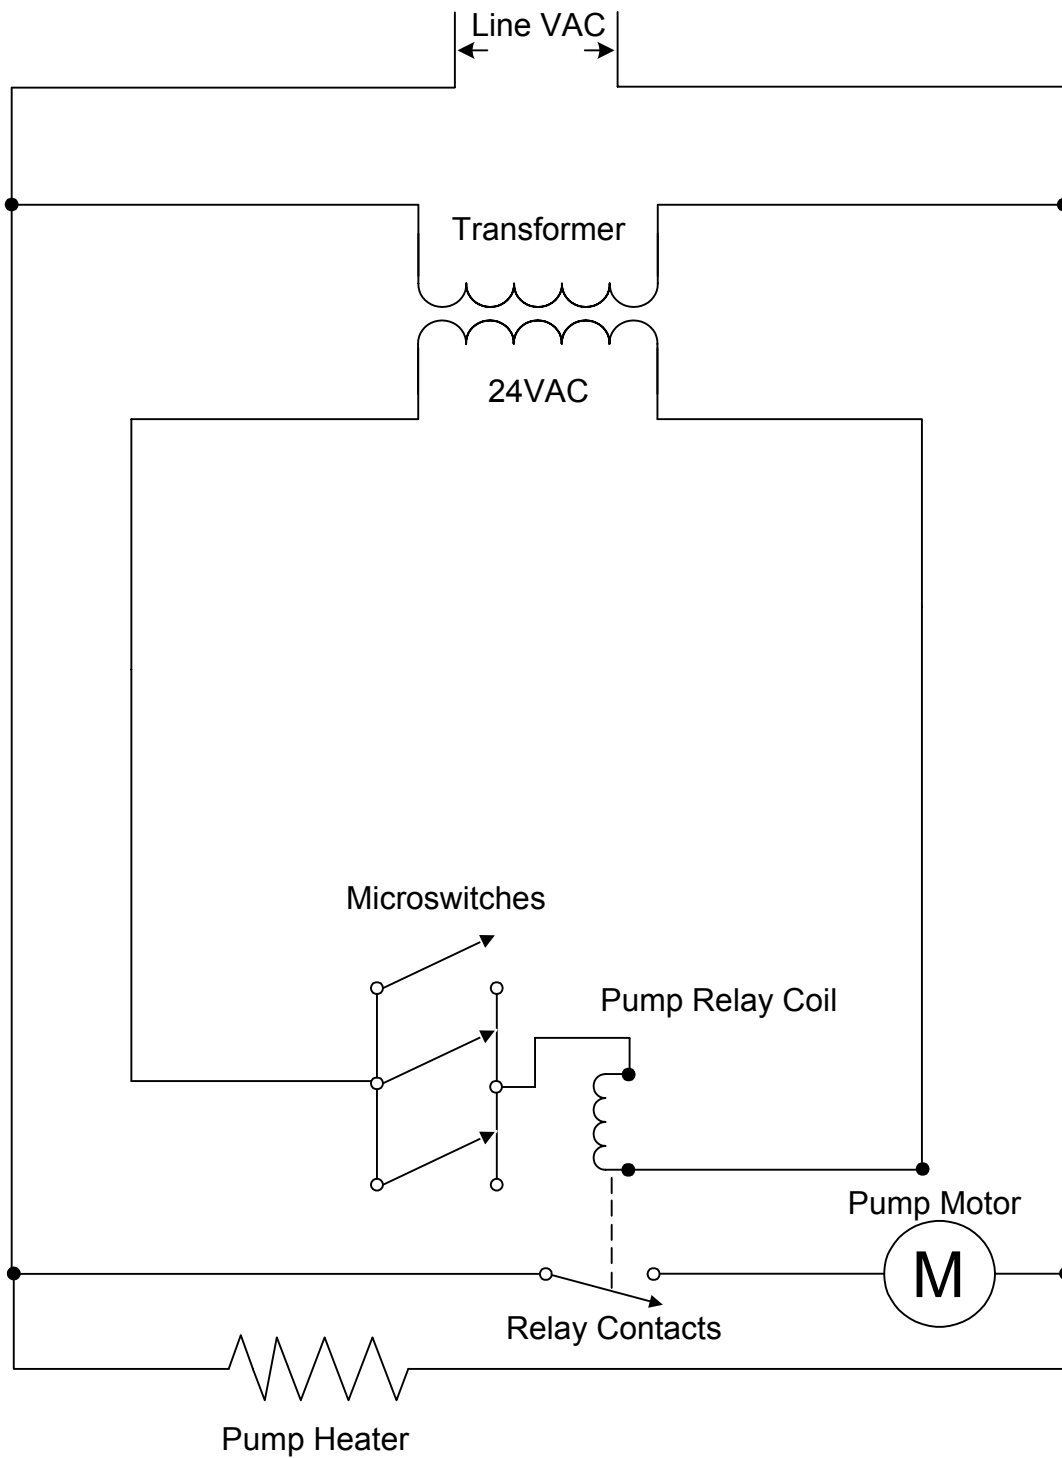 Line VAC
Transformer
24VAC
Microswitches
Pump Relay Coil
Pump Motor
M
Relay Contacts
Pump Heater